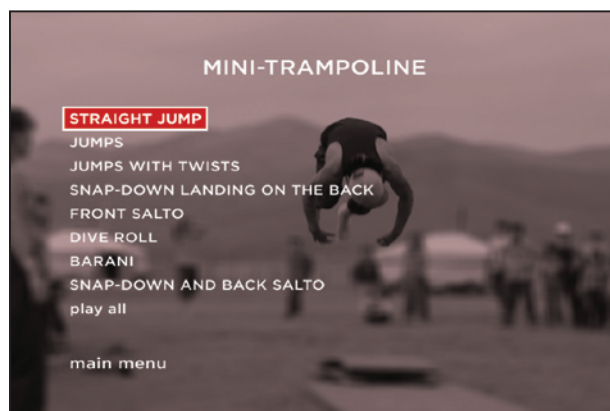 MINI-TRAMPOLINE
STRAIGHT JUMP
JUMPS
JUMPS WITH TWISTS
SNAP-DOWN LANDING ON THE BACK
FRONT SALTO
DIVE ROLL
BARANI
SNAP-DOWN AND BACK SALTO
play all
main menu